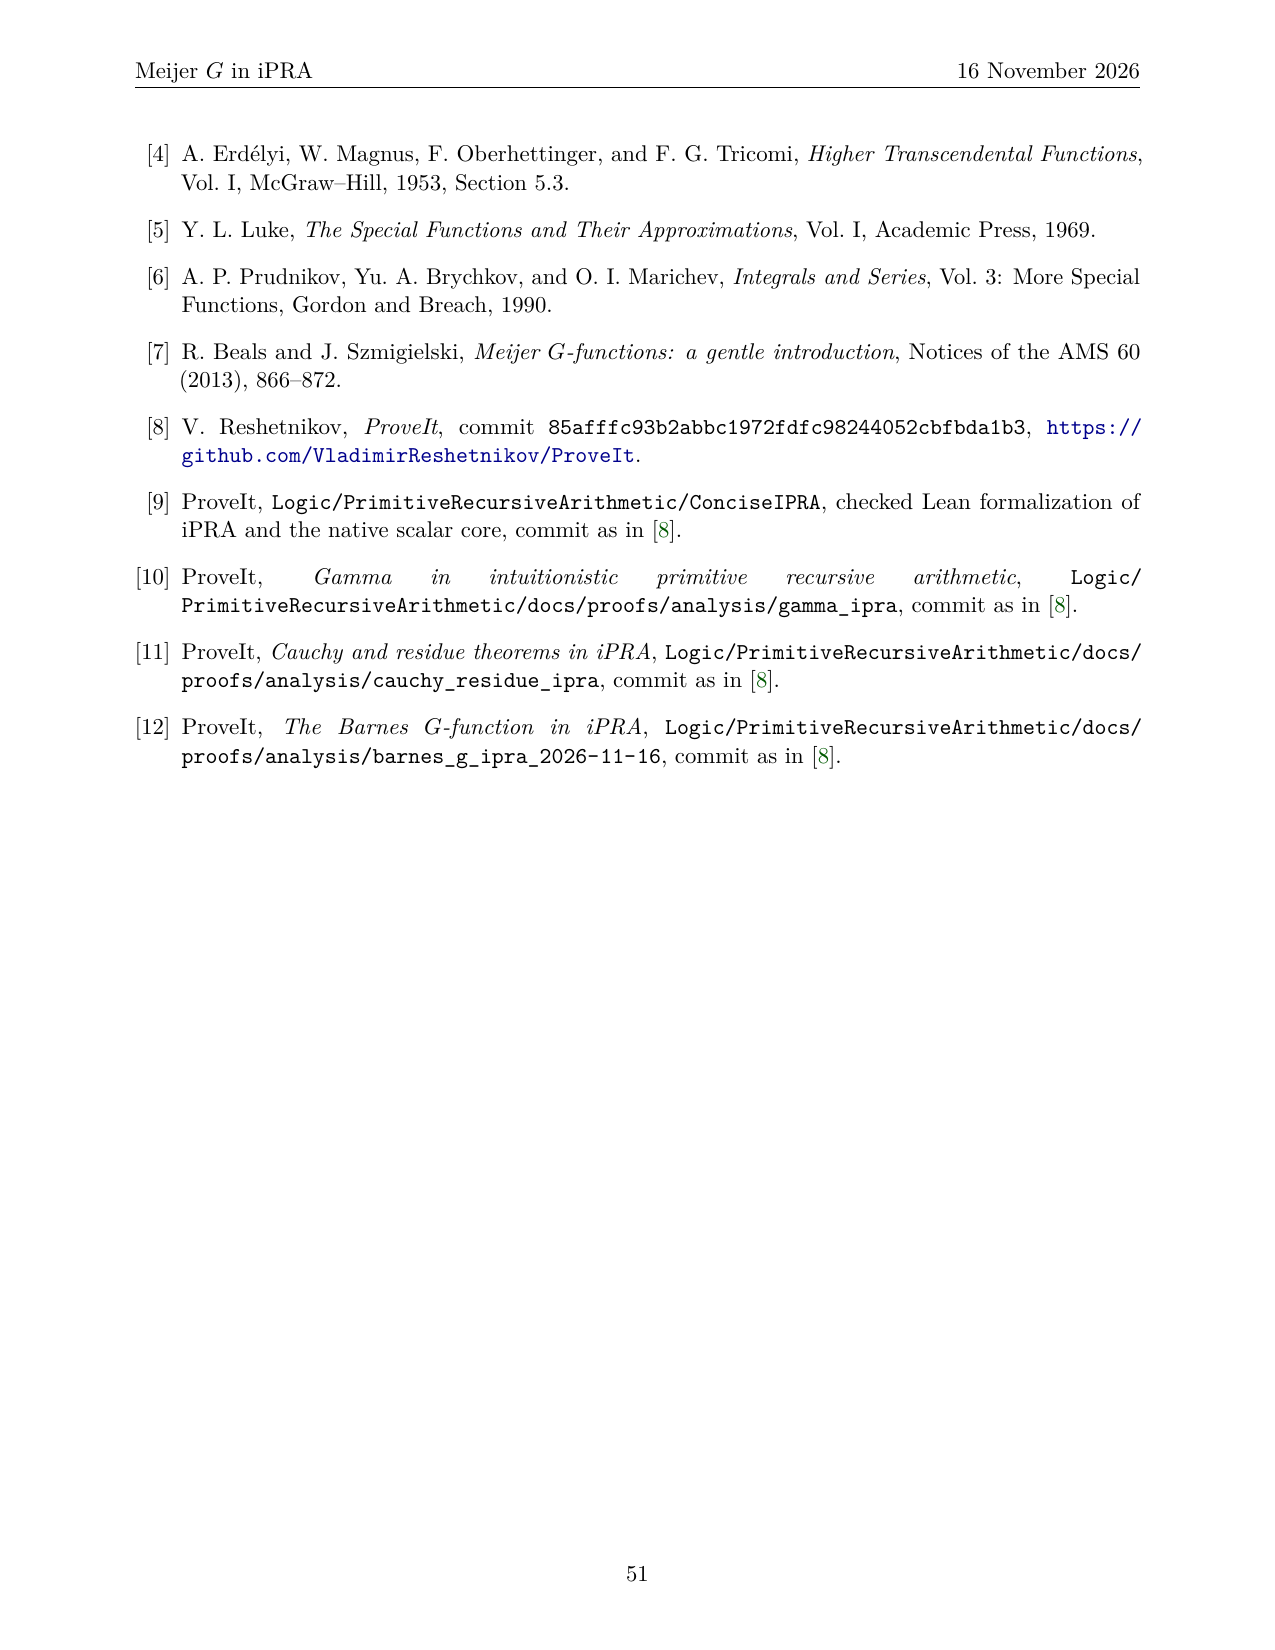 Meijer G in iPRA 16 November 2026
[4] A. Erdélyi, W. Magnus, F. Oberhettinger, and F. G. Tricomi, Higher Transcendental Functions,
Vol. I, McGraw–Hill, 1953, Section 5.3.
[5] Y. L. Luke, The Special Functions and Their Approximations, Vol. I, Academic Press, 1969.
[6] A. P. Prudnikov, Yu. A. Brychkov, and O. I. Marichev, Integrals and Series, Vol. 3: More Special
Functions, Gordon and Breach, 1990.
[7] R. Beals and J. Szmigielski, Meijer G-functions: a gentle introduction, Notices of the AMS 60
(2013), 866–872.
[8] V. Reshetnikov, ProveIt, commit 85afffc93b2abbc1972fdfc98244052cbfbda1b3, https://
github.com/VladimirReshetnikov/ProveIt.
[9] ProveIt, Logic/PrimitiveRecursiveArithmetic/ConciseIPRA, checked Lean formalization of
iPRA and the native scalar core, commit as in [8].
[10] ProveIt, Gamma in intuitionistic primitive recursive arithmetic, Logic/
PrimitiveRecursiveArithmetic/docs/proofs/analysis/gamma_ipra, commit as in [8].
[11] ProveIt, Cauchy and residue theorems in iPRA, Logic/PrimitiveRecursiveArithmetic/docs/
proofs/analysis/cauchy_residue_ipra, commit as in [8].
[12] ProveIt, The Barnes G-function in iPRA, Logic/PrimitiveRecursiveArithmetic/docs/
proofs/analysis/barnes_g_ipra_2026-11-16, commit as in [8].
51